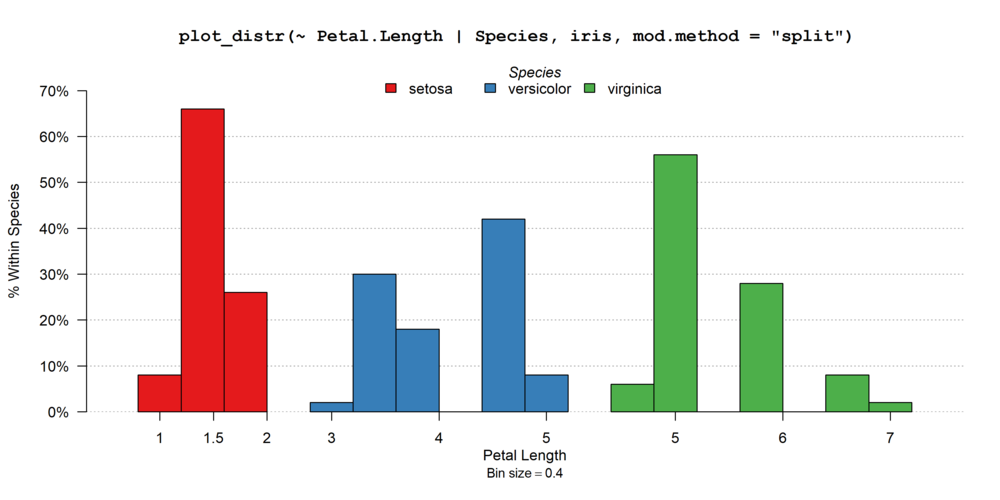 plot_distr(~ Petal.Length | Species, iris, mod.method = "split")
Species
setosa versicolor virginica
70%
60%
50%
40%
30%
20%
10%
0%
% Within Species
1 1.5 2 3 4 5 5 6 7
Petal Length
Bin size = 0.4